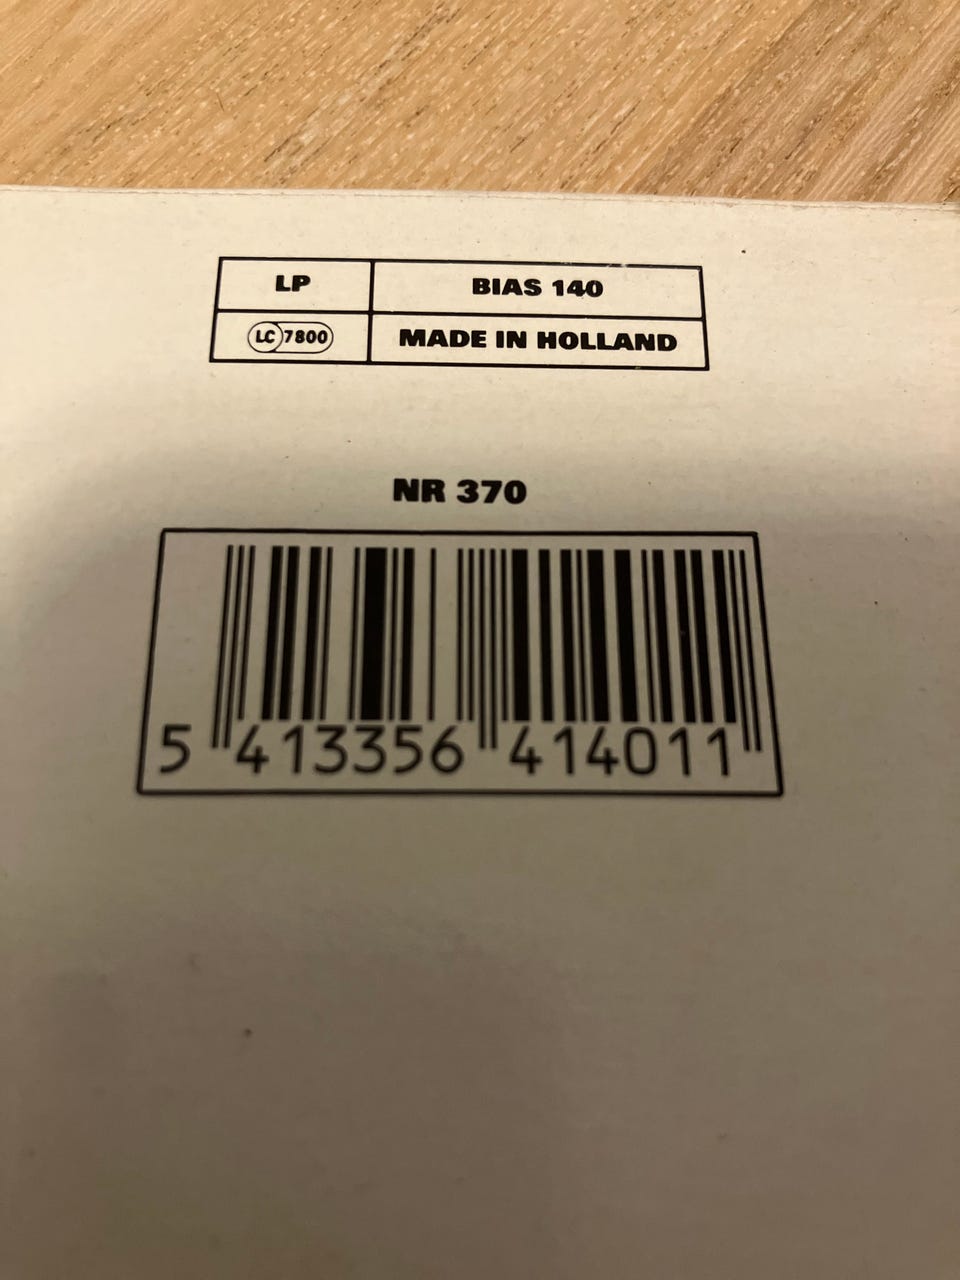 LP BIAS 140
LC 7800 MADE IN HOLLAND
NR 370
5 413356 414011